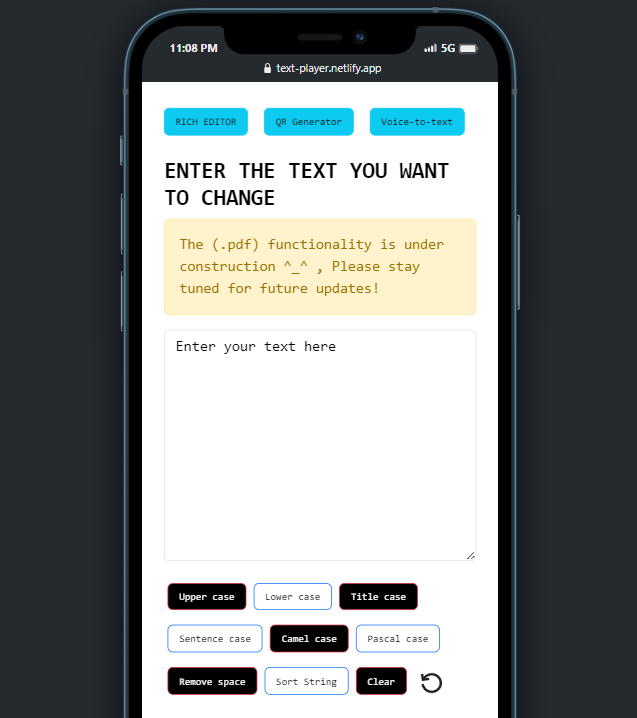 11:08 PM 5G
text-player.netlify.app
RICH EDITOR QR Generator Voice-to-text
ENTER THE TEXT YOU WANT
TO CHANGE
The (.pdf) functionality is under
construction ^_^ , Please stay
tuned for future updates!
Enter your text here
Upper case Lower case Title case
Sentence case Camel case Pascal case
Remove space Sort String Clear